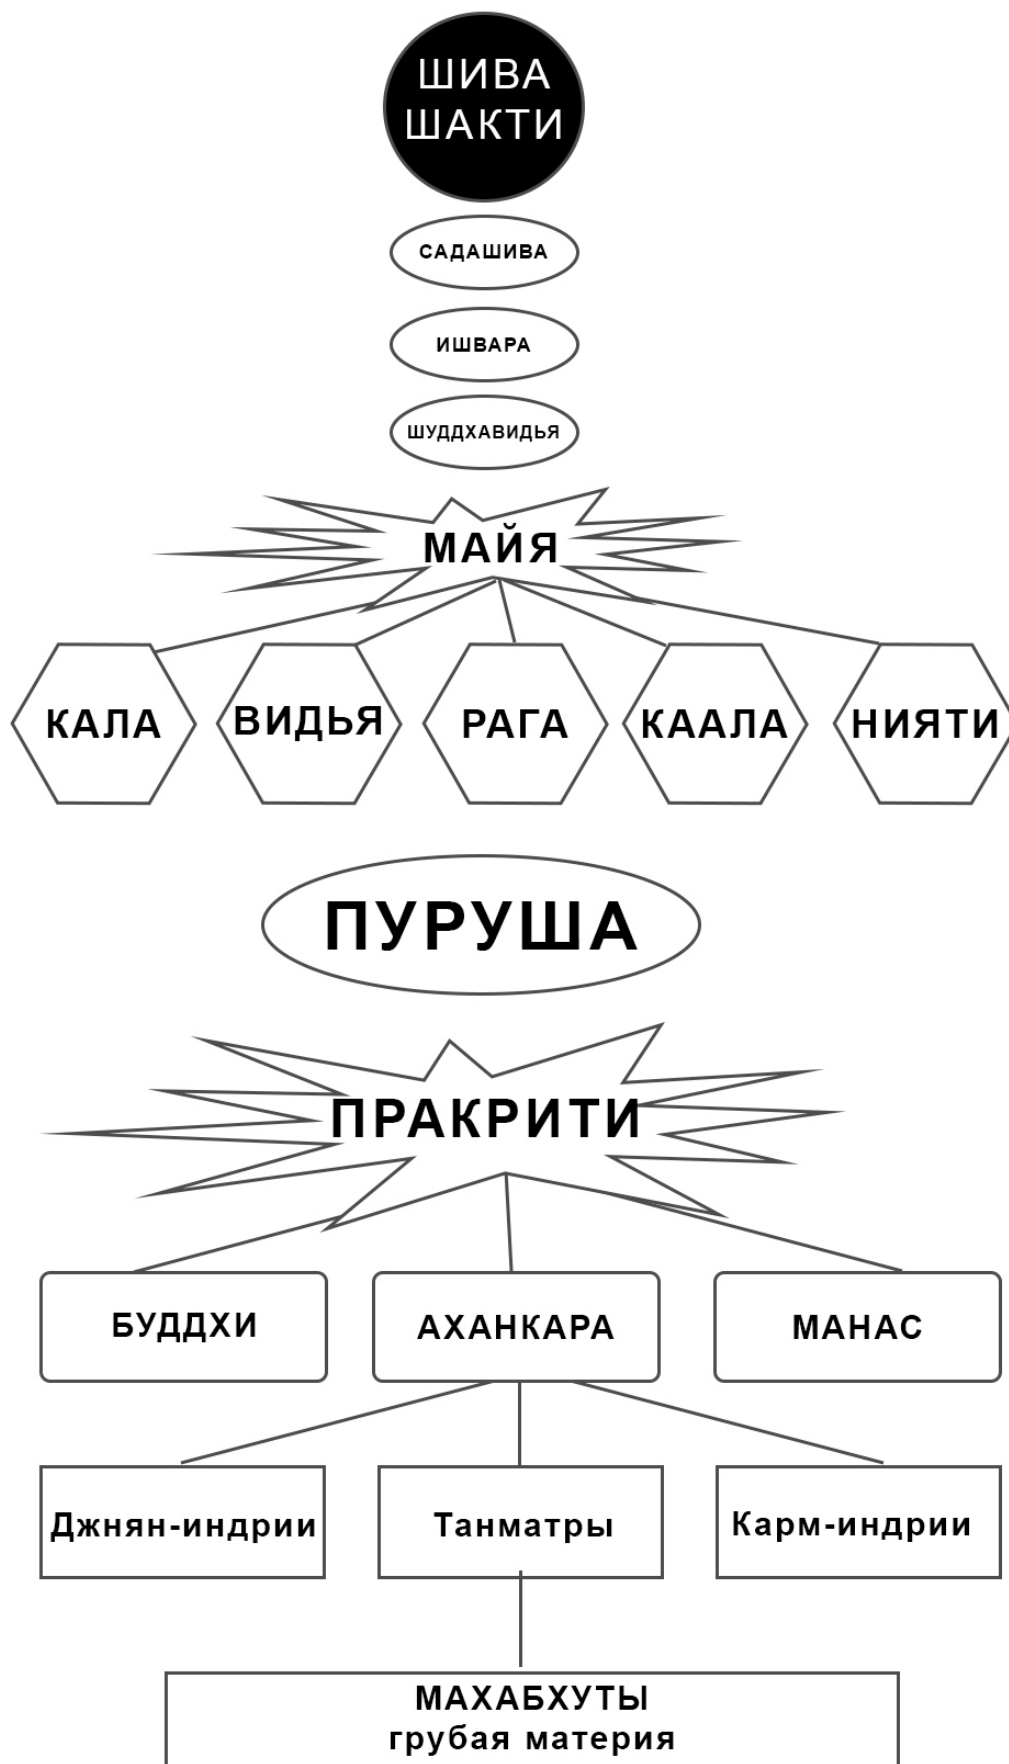 ШИВА
ШАКТИ
САДАШИВА
ИШВАРА
ШУДДХАВИДЬЯ
МАЙЯ
КАЛА
ВИДЬЯ
РАГА
КААЛА
НИЯТИ
ПУРУША
ПРАКРИТИ
БУДДХИ
АХАНКАРА
МАНАС
Джнян-индрии
Танматры
Карм-индрии
МАХАБХУТЫ
грубая материя